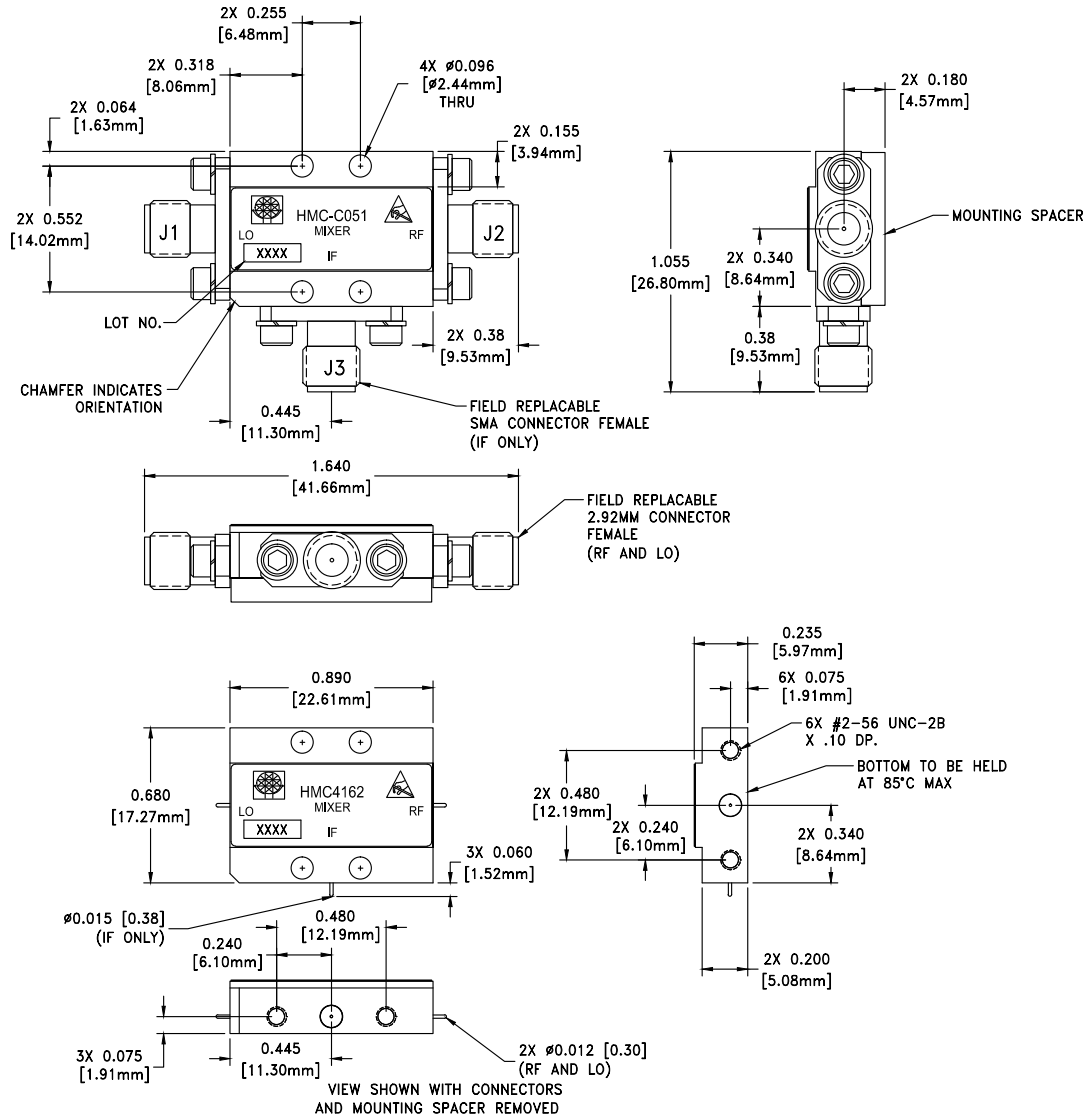 2X 0.255
[6.48mm]
2X 0.318
[8.06mm]
4X ø0.096
[ø2.44mm]
THRU
2X 0.064
[1.63mm]
2X 0.155
[3.94mm]
2X 0.552
[14.02mm]
J1
LO
HMC-C051
MIXER
RF
J2
XXXX
IF
LOT NO.
2X 0.38
[9.53mm]
J3
CHAMFER INDICATES
ORIENTATION
0.445
[11.30mm]
FIELD REPLACABLE
SMA CONNECTOR FEMALE
(IF ONLY)
2X 0.180
[4.57mm]
MOUNTING SPACER
1.055
[26.80mm]
2X 0.340
[8.64mm]
0.38
[9.53mm]
1.640
[41.66mm]
FIELD REPLACABLE
2.92MM CONNECTOR
FEMALE
(RF AND LO)
0.890
[22.61mm]
0.680
[17.27mm]
HMC4162
MIXER
LO
RF
XXXX
IF
3X 0.060
[1.52mm]
ø0.015 [0.38]
(IF ONLY)
0.480
[12.19mm]
0.240
[6.10mm]
3X 0.075
[1.91mm]
0.445
[11.30mm]
2X ø0.012 [0.30]
(RF AND LO)
VIEW SHOWN WITH CONNECTORS
AND MOUNTING SPACER REMOVED
0.235
[5.97mm]
6X 0.075
[1.91mm]
6X #2-56 UNC-2B
X .10 DP.
BOTTOM TO BE HELD
AT 85°C MAX
2X 0.480
[12.19mm]
2X 0.240
[6.10mm]
2X 0.340
[8.64mm]
2X 0.200
[5.08mm]